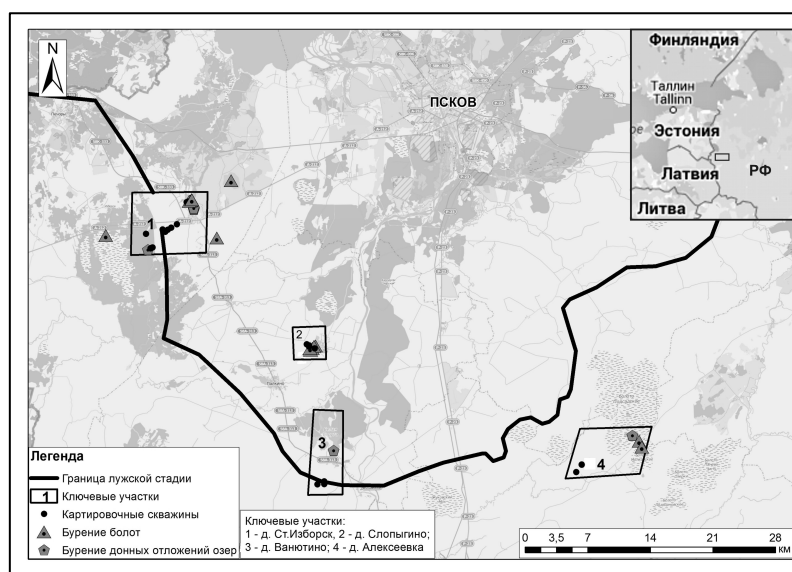 N
ПСКОВ
Финляндия
Таллин
Tallinn
Эстония
Латвия
РФ
Литва
1
2
3
4
Легенда
Граница лужской стадии
1 Ключевые участки
Картировочные скважины
Бурение болот
Бурение донных отложений озер
Ключевые участки:
1 - д. Ст.Изборск, 2 - д. Слопыгино;
3 - д. Ванютино; 4 - д. Алексеевка
0 3,5 7 14 21 28
км